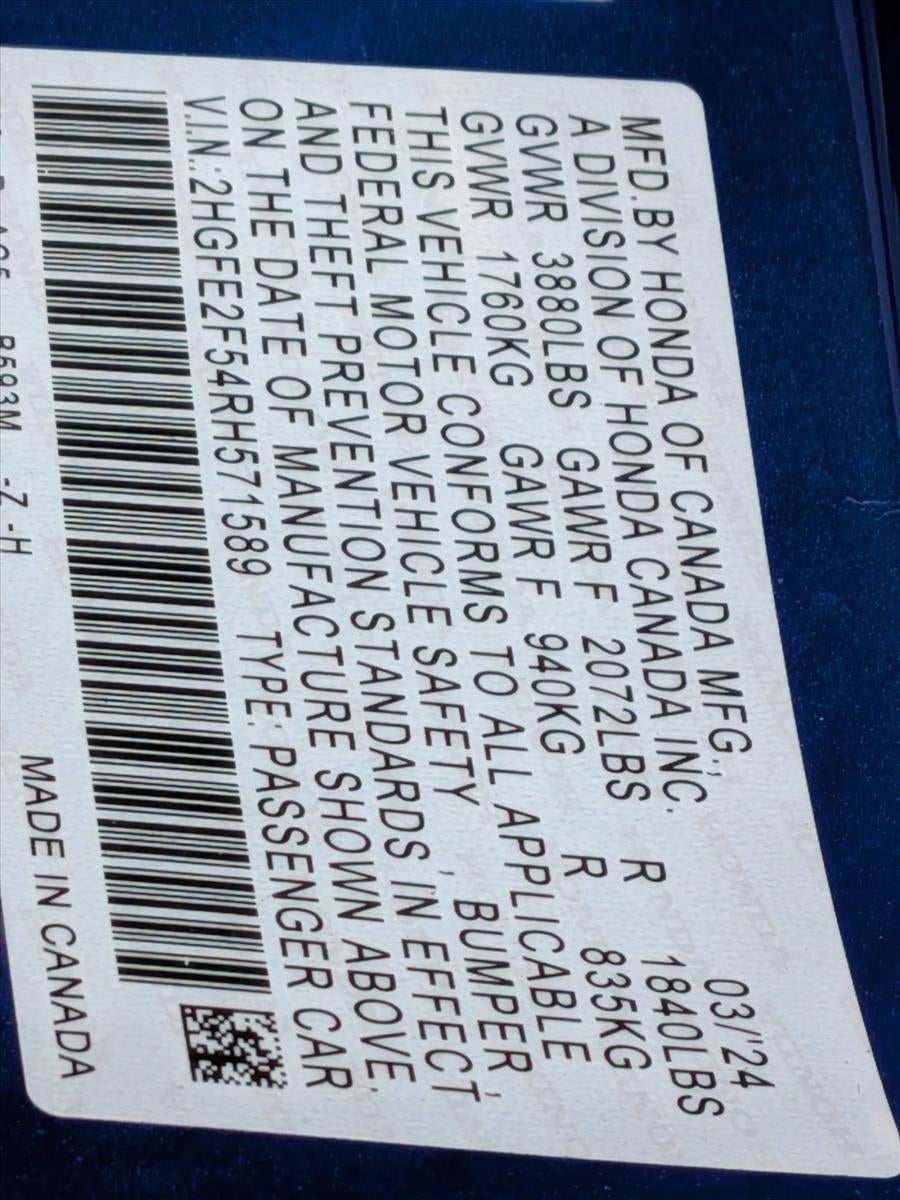 MFD.BY HONDA OF CANADA MFG., 03/'24
A DIVISION OF HONDA CANADA INC.
GVWR 3880LBS GAWR F 2072LBS R 1840LBS
GVWR 1760KG GAWR F 940KG R 835KG
THIS VEHICLE CONFORMS TO ALL APPLICABLE
FEDERAL MOTOR VEHICLE SAFETY , BUMPER ,
AND THEFT PREVENTION STANDARDS IN EFFECT
ON THE DATE OF MANUFACTURE SHOWN ABOVE.
V.I.N.:2HGFE2F54RH571589 TYPE: PASSENGER CAR
B593M -Z -H MADE IN CANADA